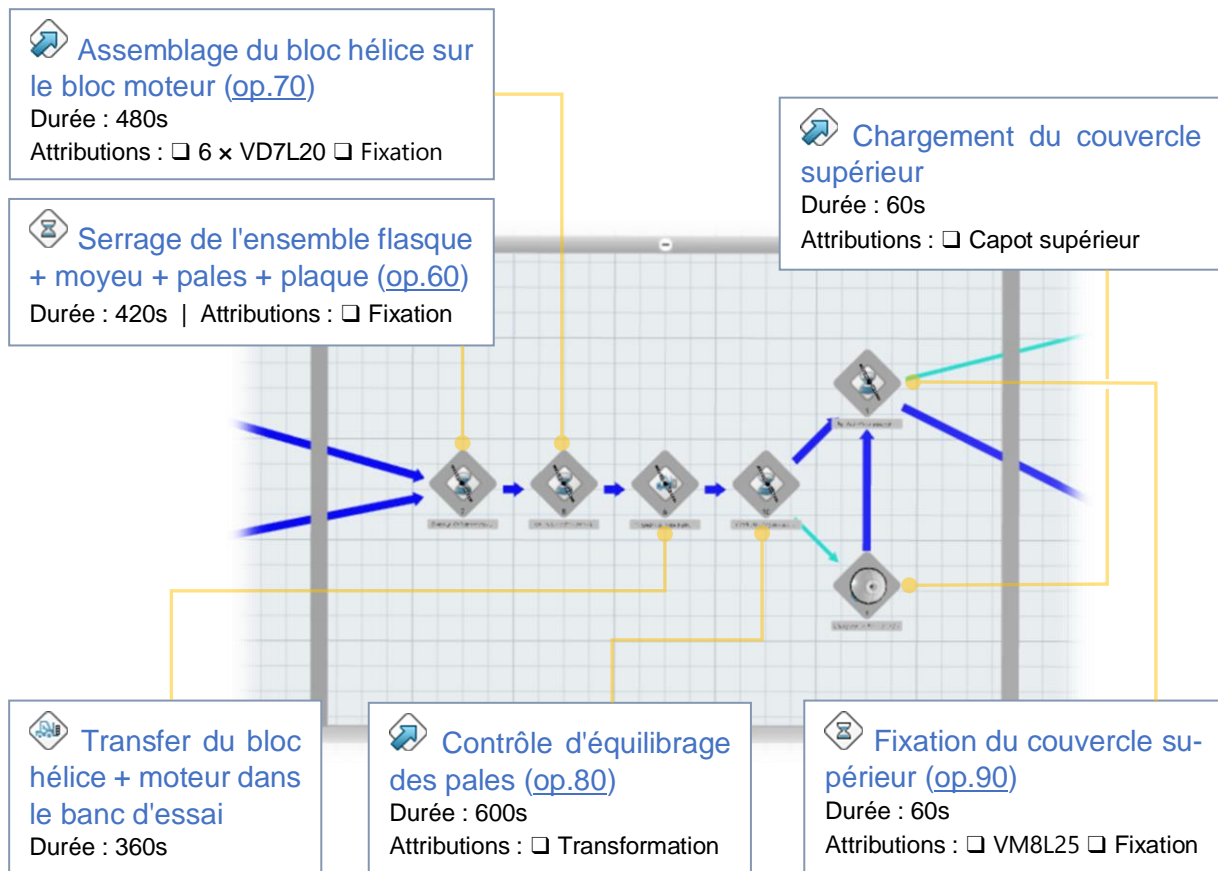 Assemblage du bloc hélice sur
le bloc moteur (op.70)
Durée : 480s
Attributions : ❑ 6 × VD7L20 ❑ Fixation
Serrage de l'ensemble flasque
+ moyeu + pales + plaque (op.60)
Durée : 420s | Attributions : ❑ Fixation
Chargement du couvercle
supérieur
Durée : 60s
Attributions : ❑ Capot supérieur
Transfer du bloc
hélice + moteur dans
le banc d'essai
Durée : 360s
Contrôle d'équilibrage
des pales (op.80)
Durée : 600s
Attributions : ❑ Transformation
Fixation du couvercle su-
périeur (op.90)
Durée : 60s
Attributions : ❑ VM8L25 ❑ Fixation